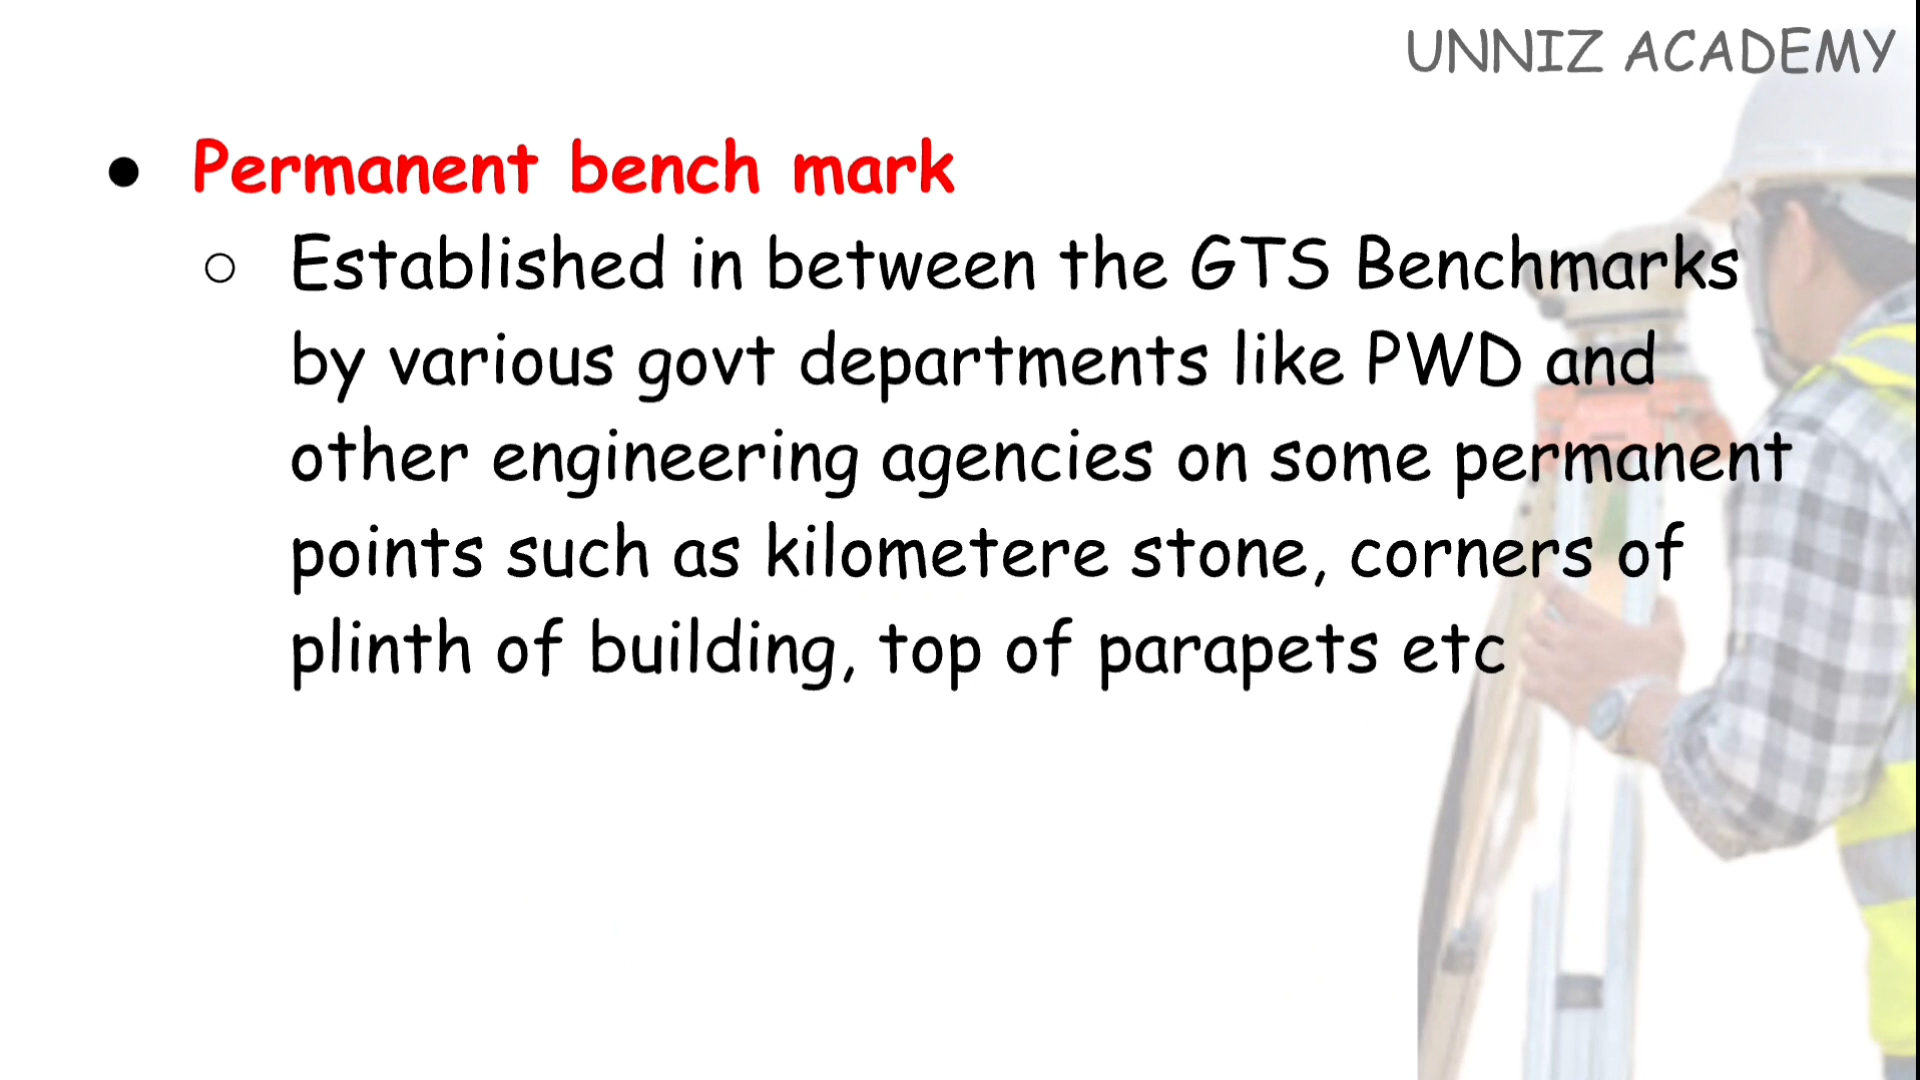 UNNIZ ACADEMY
● Permanent bench mark
○ Established in between the GTS Benchmarks
by various govt departments like PWD and
other engineering agencies on some permanent
points such as kilometere stone, corners of
plinth of building, top of parapets etc